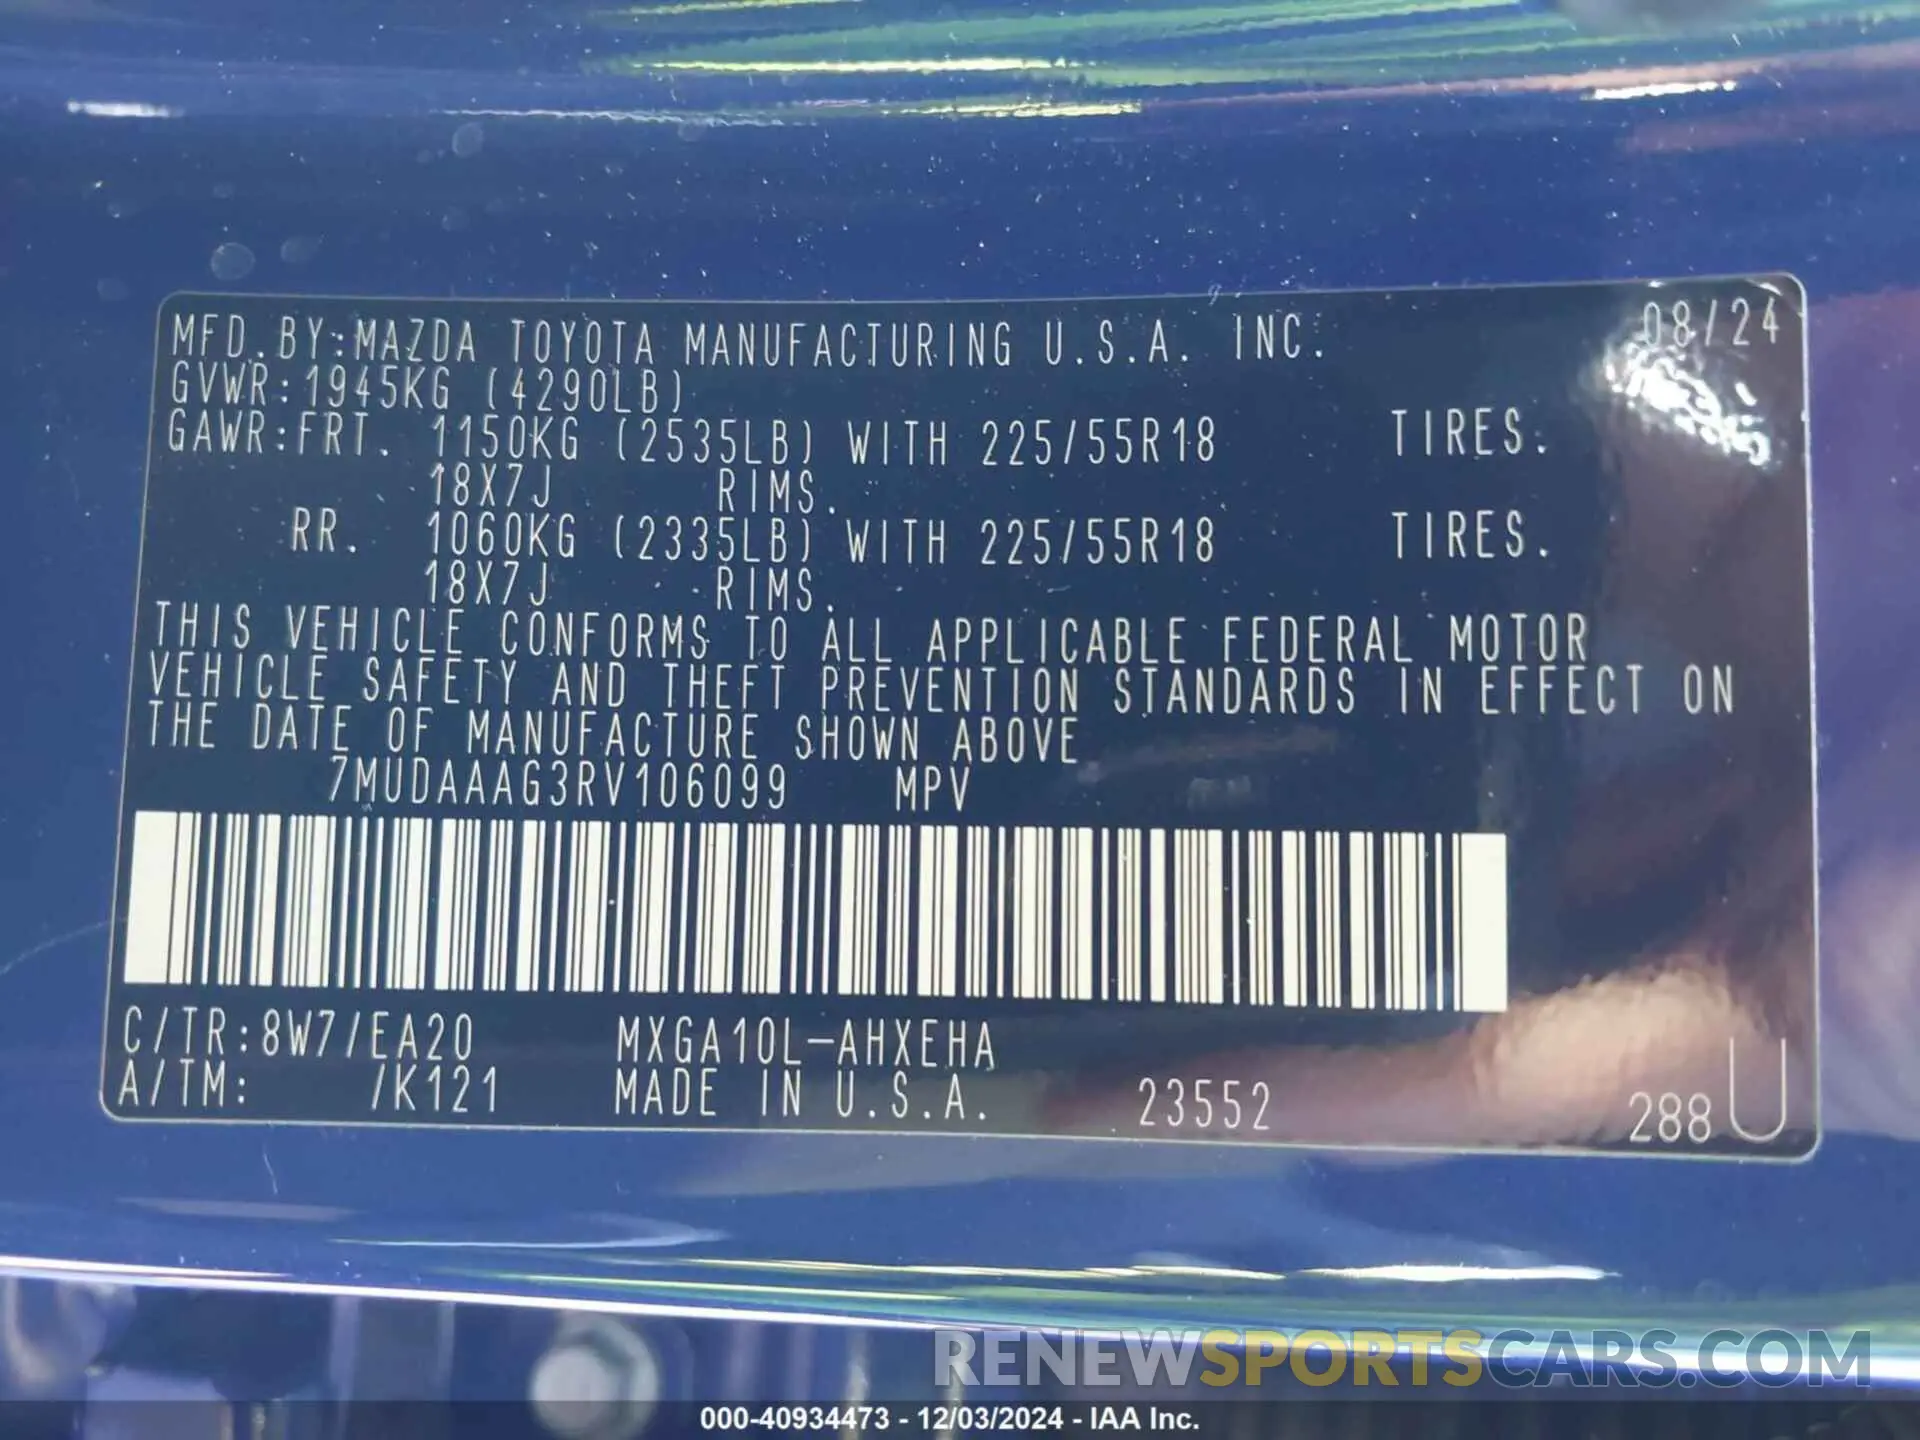 MFD.BY:MAZDA TOYOTA MANUFACTURING U.S.A. INC. 08/24
GVWR:1945KG (4290LB)
GAWR:FRT. 1150KG (2535LB) WITH 225/55R18 TIRES.
18X7J RIMS.
RR. 1060KG (2335LB) WITH 225/55R18 TIRES.
18X7J RIMS.
THIS VEHICLE CONFORMS TO ALL APPLICABLE FEDERAL MOTOR
VEHICLE SAFETY AND THEFT PREVENTION STANDARDS IN EFFECT ON
THE DATE OF MANUFACTURE SHOWN ABOVE
7MUDAAAG3RV106099 MPV
C/TR:8W7/EA20 MXGA10L-AHXEHA
A/TM: /K121 MADE IN U.S.A. 23552 288U
RENEWSPORTSCARS.COM
000-40934473 - 12/03/2024 - IAA Inc.